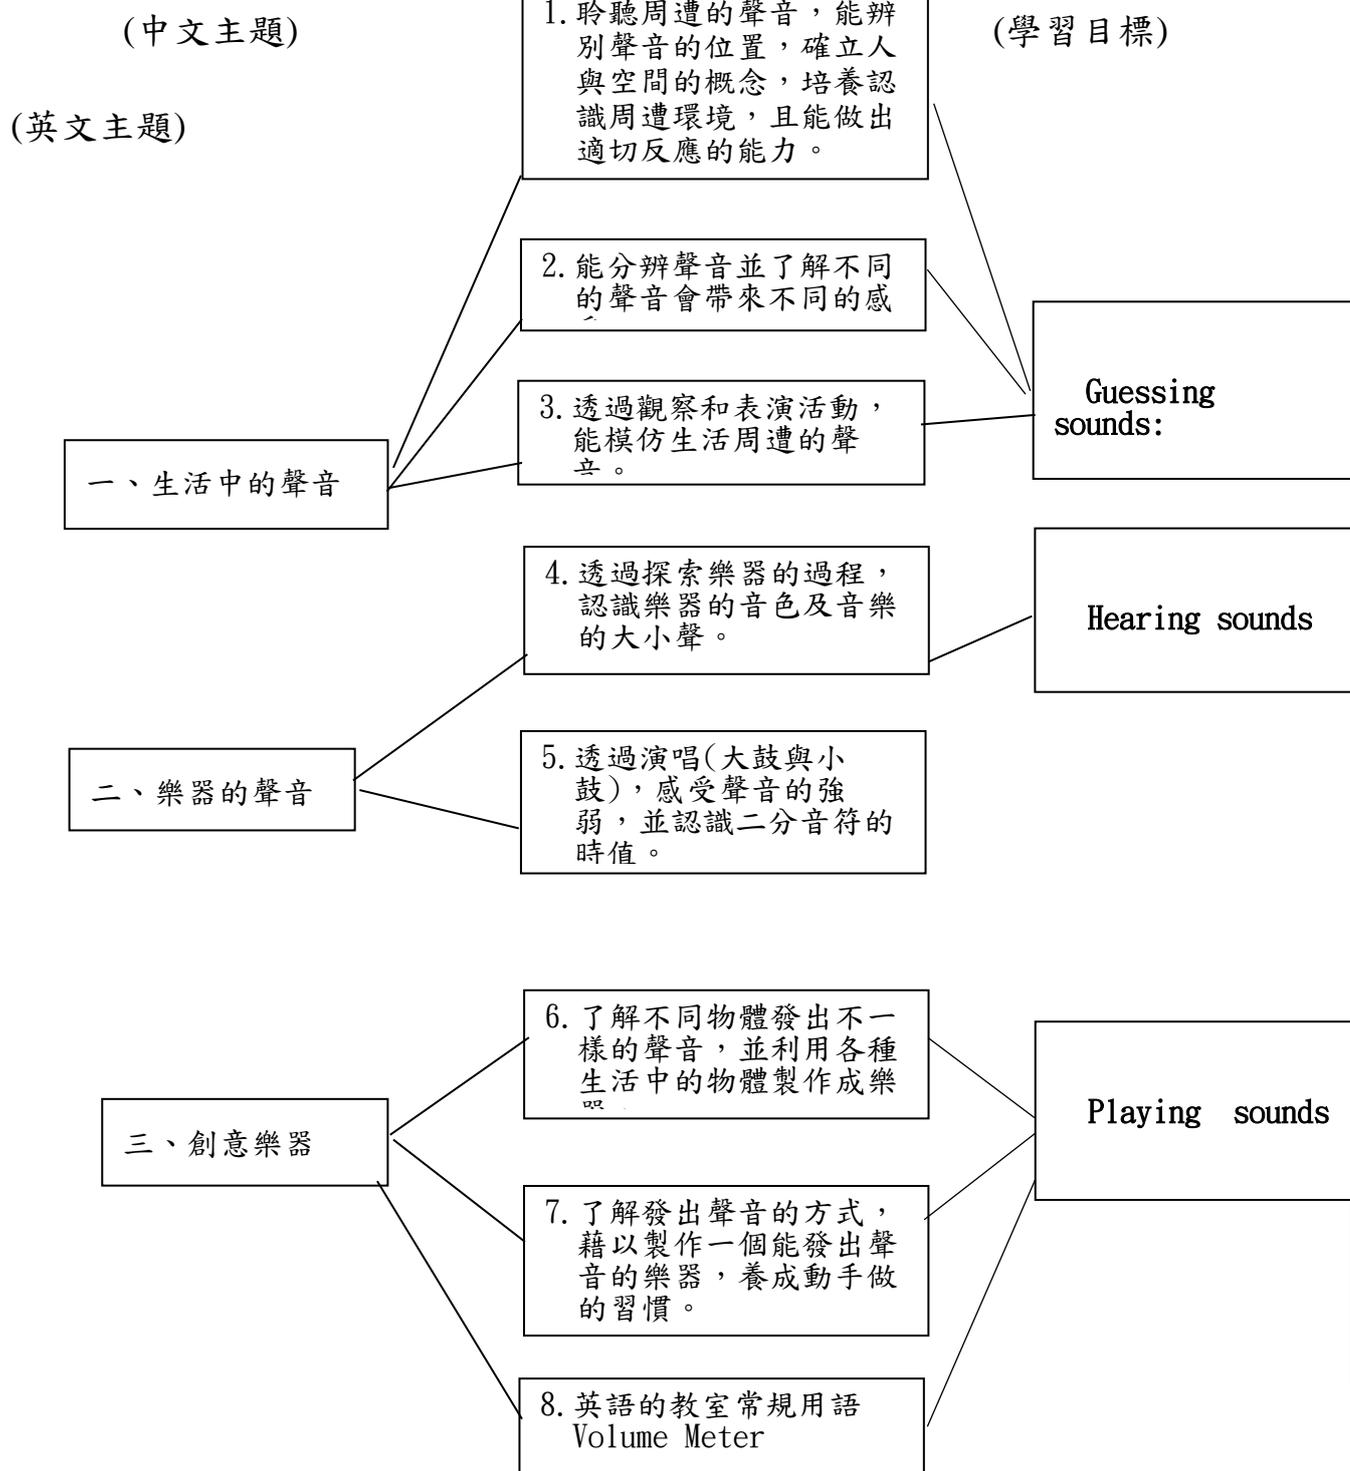 (中文主題)
(學習目標)
(英文主題)
1.聆聽周遭的聲音，能辨
別聲音的位置，確立人
與空間的概念，培養認
識周遭環境，且能做出
適切反應的能力。
2.能分辨聲音並了解不同
的聲音會帶來不同的感
3.透過觀察和表演活動，
能模仿生活周遭的聲
音。
一、生活中的聲音
Guessing
sounds:
4.透過探索樂器的過程，
認識樂器的音色及音樂
的大小聲。
Hearing sounds
5.透過演唱(大鼓與小
鼓)，感受聲音的強
弱，並認識二分音符的
時值。
二、樂器的聲音
6.了解不同物體發出不一
樣的聲音，並利用各種
生活中的物體製作成樂
三、創意樂器
Playing sounds
7.了解發出聲音的方式，
藉以製作一個能發出聲
音的樂器，養成動手做
的習慣。
8.英語的教室常規用語
Volume Meter